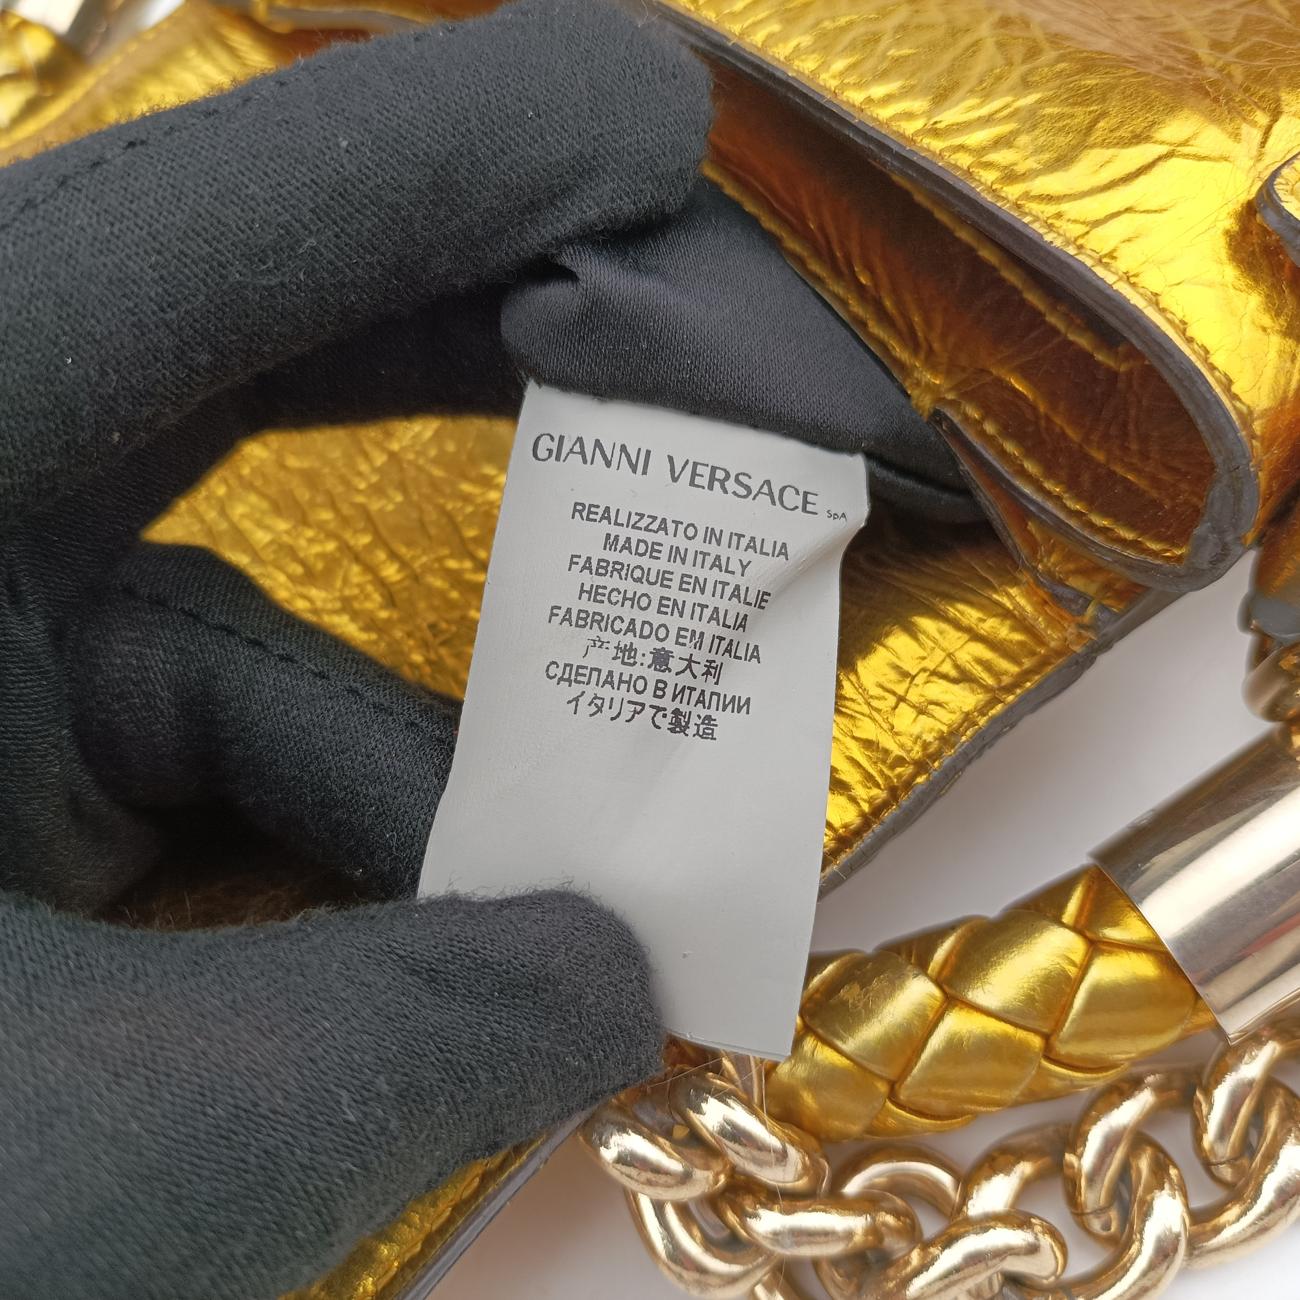 GIANNI VERSACE SpA
REALIZZATO IN ITALIA
MADE IN ITALY
FABRIQUE EN ITALIE
HECHO EN ITALIA
FABRICADO EM ITALIA
产地:意大利
СДЕПАНО В ИТАПИИ
イタリアで製造